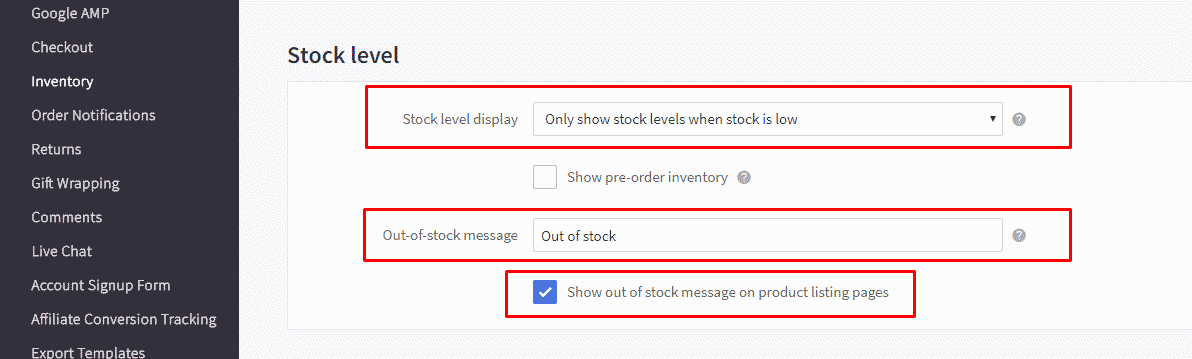 Google AMP
Checkout
Inventory
Order Notifications
Returns
Gift Wrapping
Comments
Live Chat
Account Signup Form
Affiliate Conversion Tracking
Export Templates
Stock level
Stock level display Only show stock levels when stock is low
Show pre-order inventory
Out-of-stock message Out of stock
Show out of stock message on product listing pages